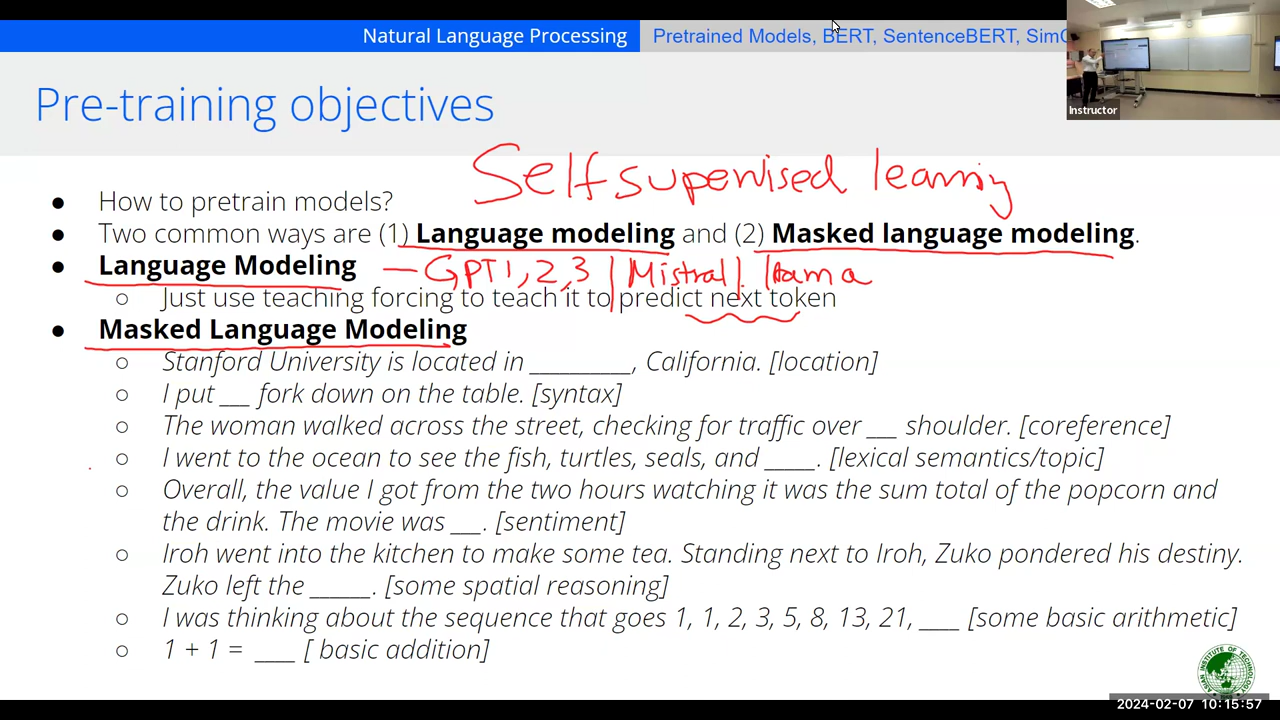 Natural Language Processing
Pretrained Models, BERT, SentenceBERT, SimC
Instructor
Pre-training objectives
Self supervised learning
● How to pretrain models?
● Two common ways are (1) Language modeling and (2) Masked language modeling.
● Language Modeling — GPT1, 2, 3 | Mistral | llama
○ Just use teaching forcing to teach it to predict next token
● Masked Language Modeling
○ Stanford University is located in __________, California. [location]
○ I put ___ fork down on the table. [syntax]
○ The woman walked across the street, checking for traffic over ___ shoulder. [coreference]
○ I went to the ocean to see the fish, turtles, seals, and _____. [lexical semantics/topic]
○ Overall, the value I got from the two hours watching it was the sum total of the popcorn and
the drink. The movie was ___. [sentiment]
○ Iroh went into the kitchen to make some tea. Standing next to Iroh, Zuko pondered his destiny.
Zuko left the ______. [some spatial reasoning]
○ I was thinking about the sequence that goes 1, 1, 2, 3, 5, 8, 13, 21, ____ [some basic arithmetic]
○ 1 + 1 = ____ [ basic addition]
ASIAN INSTITUTE OF TECHNOLOGY
2024-02-07 10:15:57